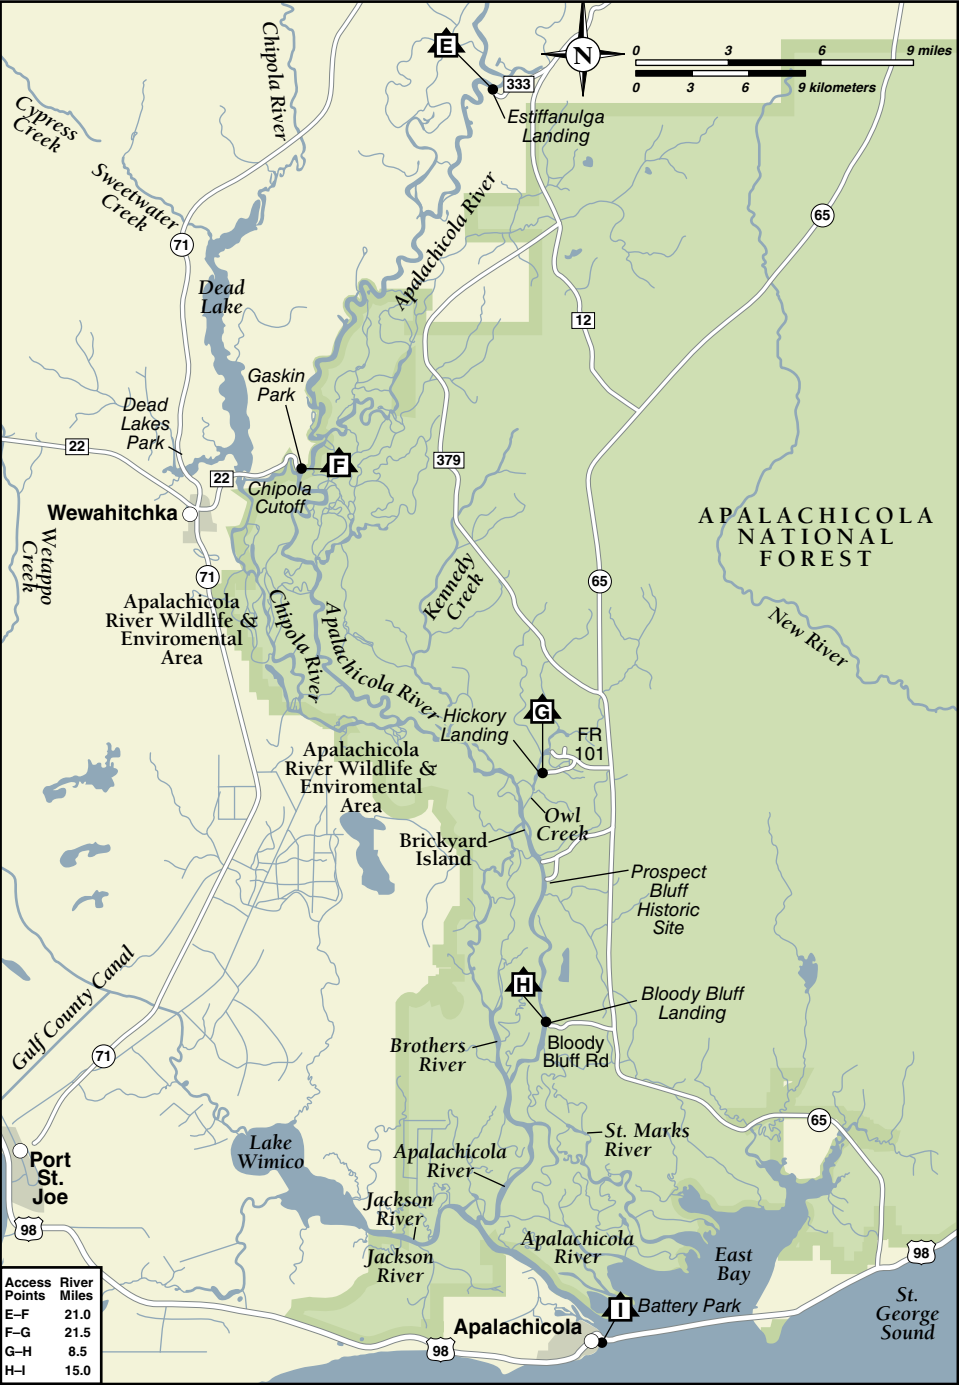 E
N
0 3 6 9 miles
0 3 6 9 kilometers
333
Estiffanulga
Landing
Chipola River
Cypress
Creek
Sweetwater
Creek
71
65
Apalachicola River
Dead
Lake
12
Gaskin
Park
Dead
Lakes
Park
22
22
F
379
Chipola
Cutoff
Wewahitchka
APALACHICOLA
NATIONAL
FOREST
Wetappo
Creek
71
65
Kennedy
Creek
Apalachicola
River Wildlife &
Enviromental
Area
Chipola River
Apalachicola River
New River
G
Hickory
Landing
FR
101
Apalachicola
River Wildlife &
Enviromental
Area
Owl
Creek
Brickyard
Island
Prospect
Bluff
Historic
Site
Gulf County Canal
H
Bloody Bluff
Landing
Brothers
River
Bloody
Bluff Rd
71
65
Lake
Wimico
St. Marks
River
Apalachicola
River
Port
St.
Joe
Jackson
River
98
Jackson
River
Apalachicola
River
East
Bay
98
St.
George
Sound
I
Battery Park
Apalachicola
98
Access River
Points Miles
E–F 21.0
F–G 21.5
G–H 8.5
H–I 15.0